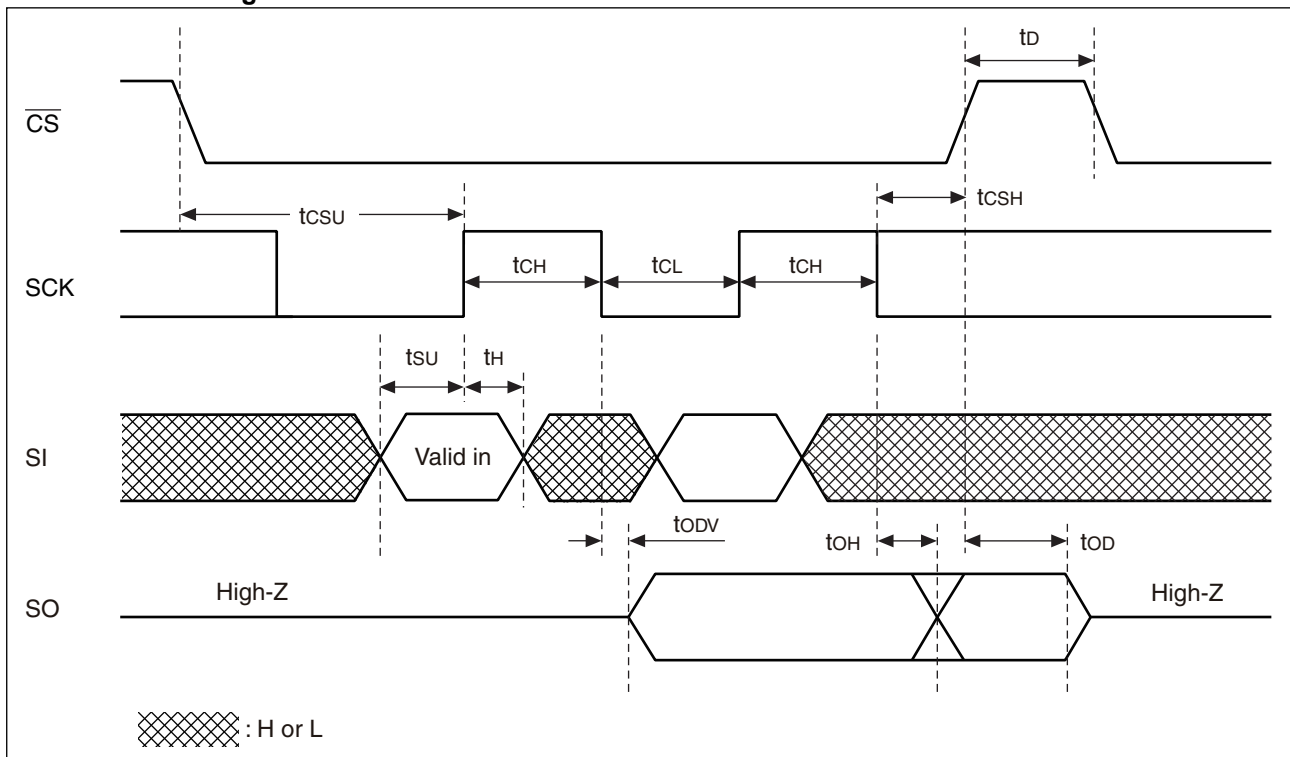 tD
CS
tCSH
tCSU
tCH
tCL
tCH
SCK
tSU
tH
SI
Valid in
tODV
tOH
tOD
High-Z
High-Z
SO
: H or L